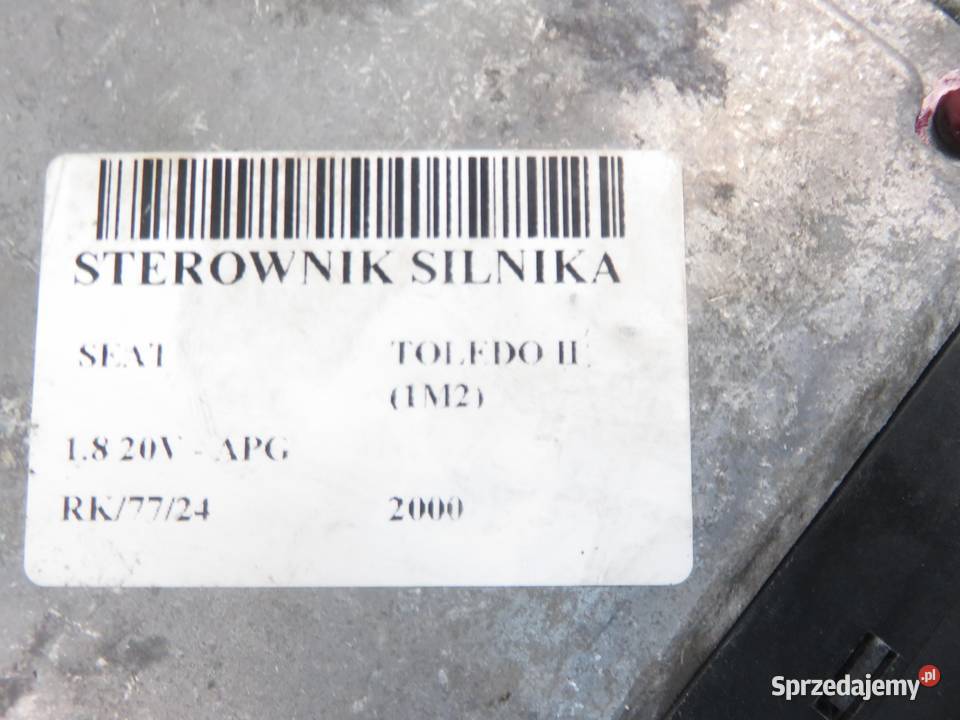 STEROWNIK SILNIKA
SEAT TOLEDO II
(1M2)
1.8 20V - APG
RK/77/24 2000
Sprzedajemy.pl